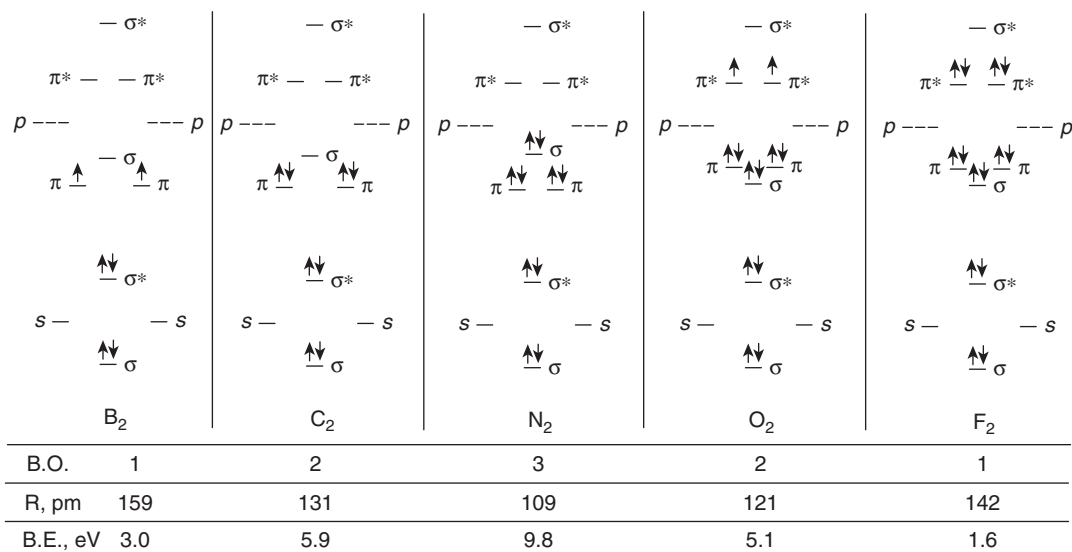 σ* σ* σ* σ* σ*
π* π* π* π* π* π* π* π* π* π*
p p p p p p p p p p
σ σ σ
π π π π π π π π π π
σ σ
σ* σ* σ* σ* σ*
s s s s s s s s s s
σ σ σ σ σ
B₂ C₂ N₂ O₂ F₂
B.O. 1 2 3 2 1
R, pm 159 131 109 121 142
B.E., eV 3.0 5.9 9.8 5.1 1.6